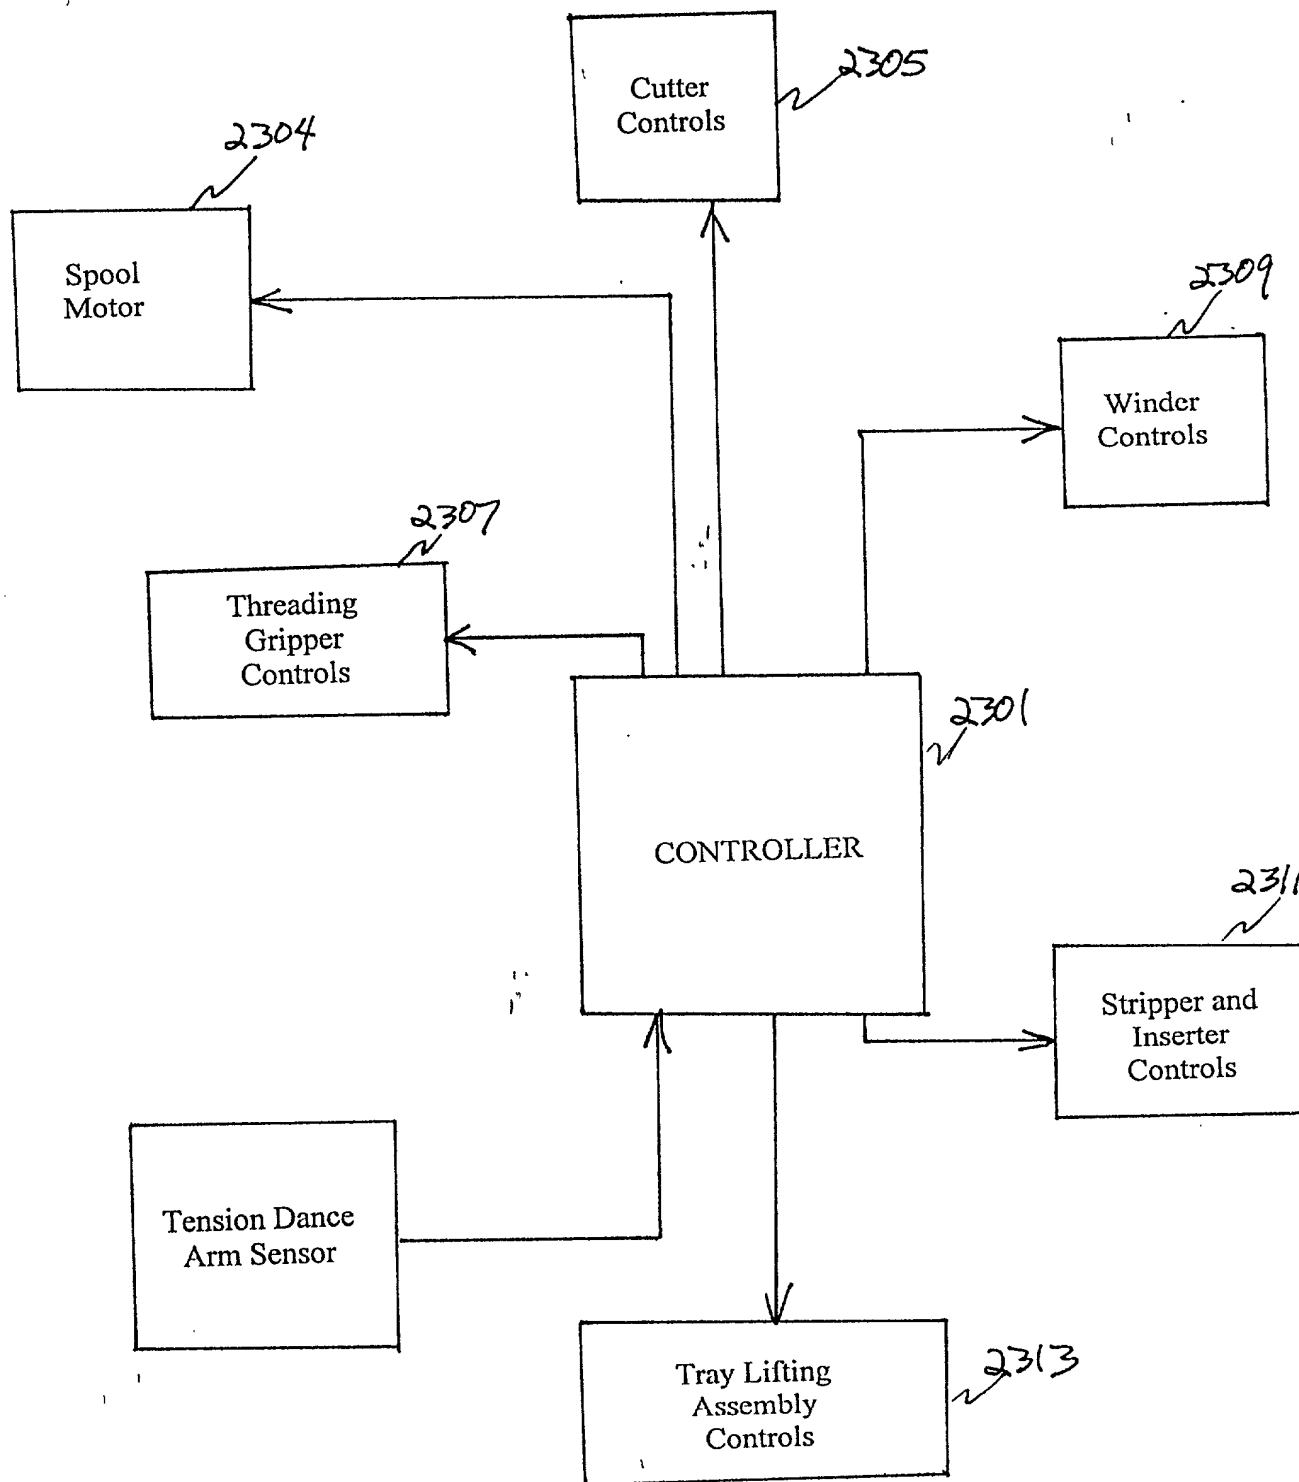 2305
Cutter
Controls
2304
Spool
Motor
2309
Winder
Controls
2307
Threading
Gripper
Controls
2301
CONTROLLER
2311
Stripper and
Inserter
Controls
Tension Dance
Arm Sensor
2313
Tray Lifting
Assembly
Controls